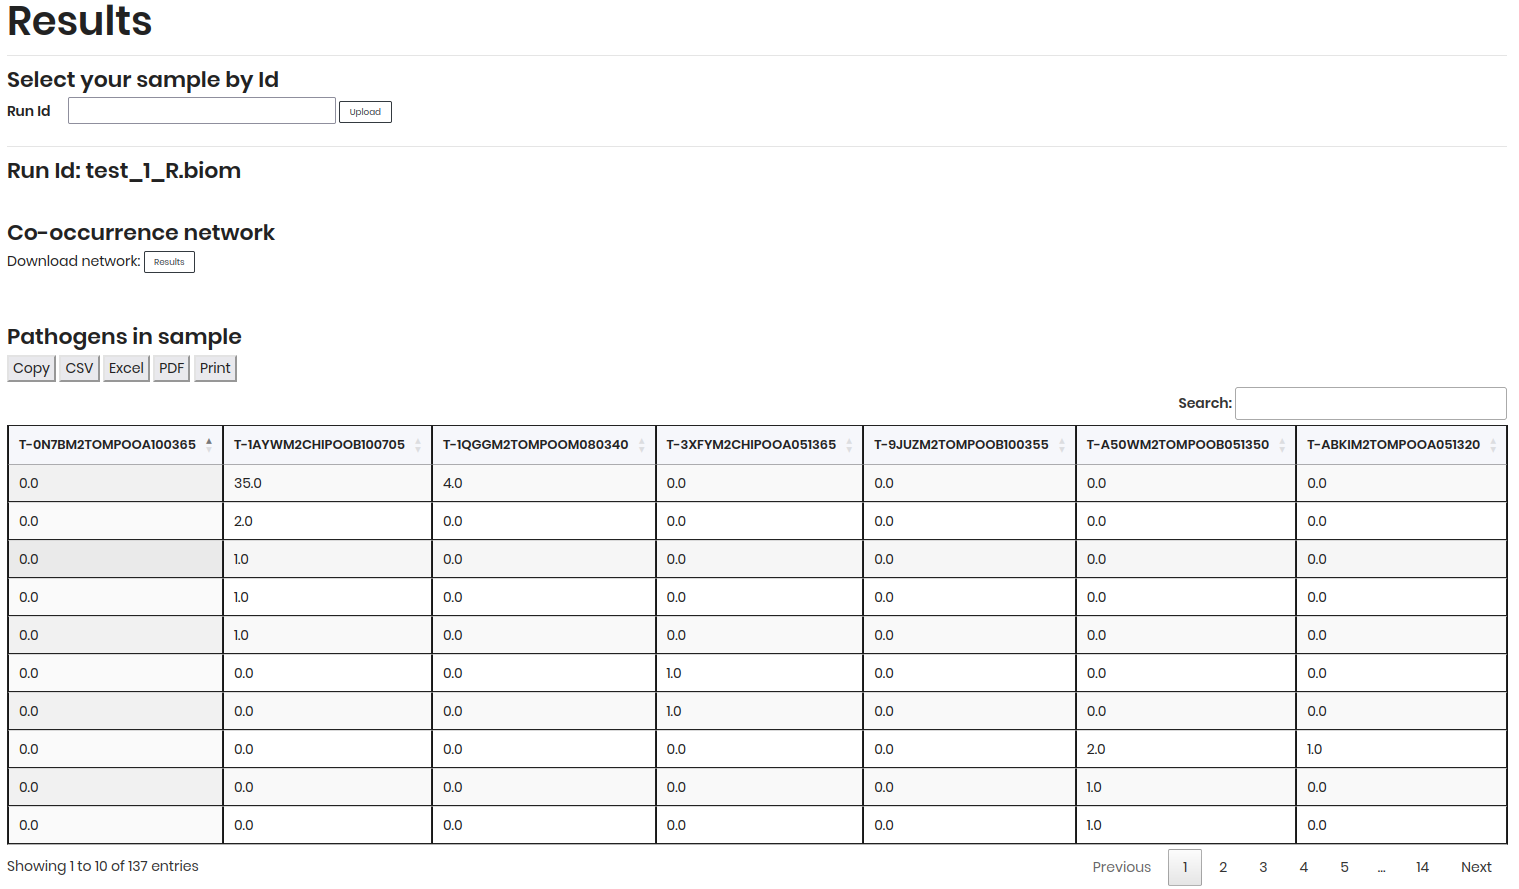 Results
Select your sample by Id
Run Id Upload
Run Id: test_1_R.biom
Co-occurrence network
Download network: Results
Pathogens in sample
Copy CSV Excel PDF Print
Search:
T-0N7BM2TOMPOOA100365 T-1AYWM2CHIPOOB100705 T-1QGGM2TOMPOOM080340 T-3XFYM2CHIPOOA051365 T-9JUZM2TOMPOOB100355 T-A50WM2TOMPOOB051350 T-ABKIM2TOMPOOA051320
0.0 35.0 4.0 0.0 0.0 0.0 0.0
0.0 2.0 0.0 0.0 0.0 0.0 0.0
0.0 1.0 0.0 0.0 0.0 0.0 0.0
0.0 1.0 0.0 0.0 0.0 0.0 0.0
0.0 1.0 0.0 0.0 0.0 0.0 0.0
0.0 0.0 0.0 1.0 0.0 0.0 0.0
0.0 0.0 0.0 1.0 0.0 0.0 0.0
0.0 0.0 0.0 0.0 0.0 2.0 1.0
0.0 0.0 0.0 0.0 0.0 1.0 0.0
0.0 0.0 0.0 0.0 0.0 1.0 0.0
Showing 1 to 10 of 137 entries Previous 1 2 3 4 5 … 14 Next